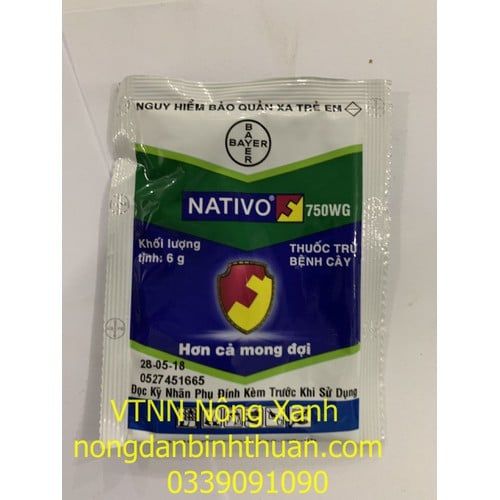 NGUY HIỂM BẢO QUẢN XA TRẺ EM
BAYER
BAYER
NATIVO® 750WG
Khối lượng tịnh: 6 g
THUỐC TRỪ BỆNH CÂY
Hơn cả mong đợi
28-05-18
0527451665
Đọc Kỹ Nhãn Phụ Đính Kèm Trước Khi Sử Dụng
VTNN Nông Xanh
nongdanbinhthuan.com
0339091090